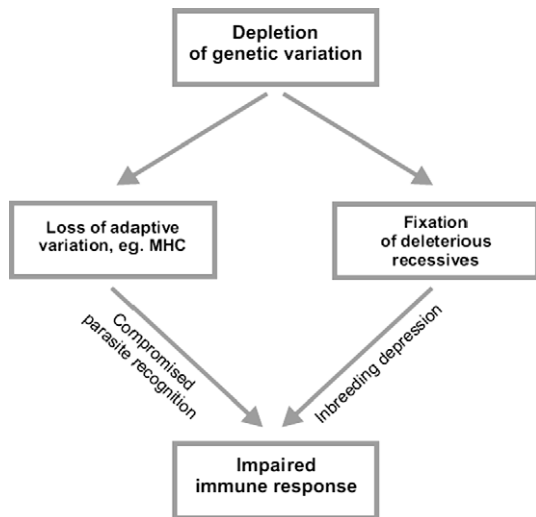 Depletion
of genetic variation
Loss of adaptive
variation, eg. MHC
Fixation
of deleterious
recessives
Compromised
parasite recognition
Inbreeding depression
Impaired
immune response